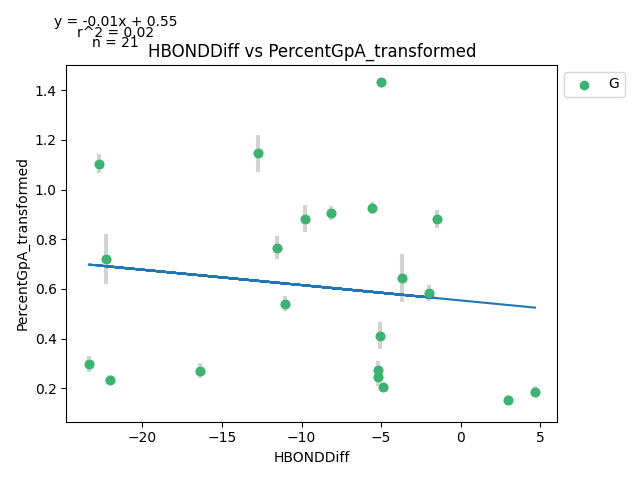 y = -0.01x + 0.55
r^2 = 0.02
n = 21
HBONDDiff vs PercentGpA_transformed
G
PercentGpA_transformed
1.4
1.2
1.0
0.8
0.6
0.4
0.2
−20
−15
−10
−5
0
5
HBONDDiff